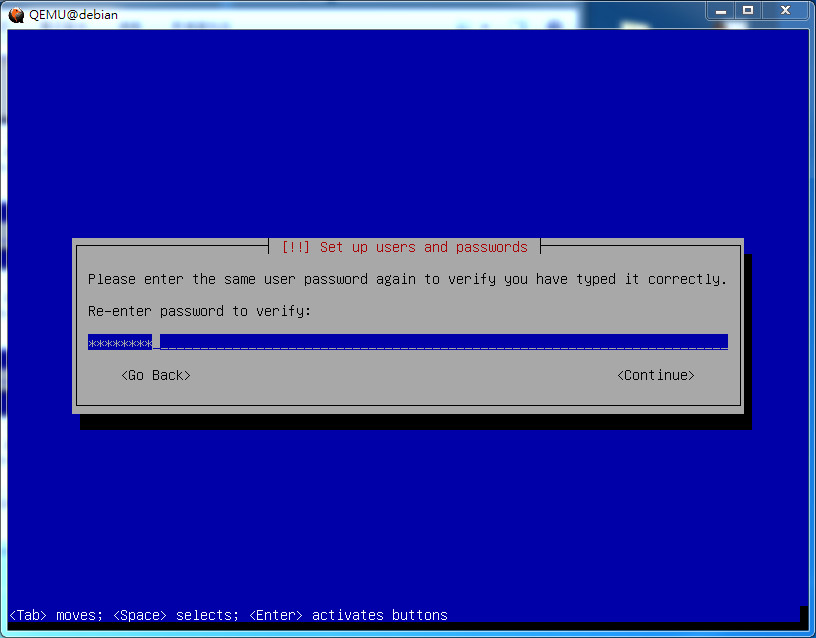 QEMU@debian
[!!] Set up users and passwords
Please enter the same user password again to verify you have typed it correctly.
Re-enter password to verify:
********
<Go Back> <Continue>
<Tab> moves; <Space> selects; <Enter> activates buttons